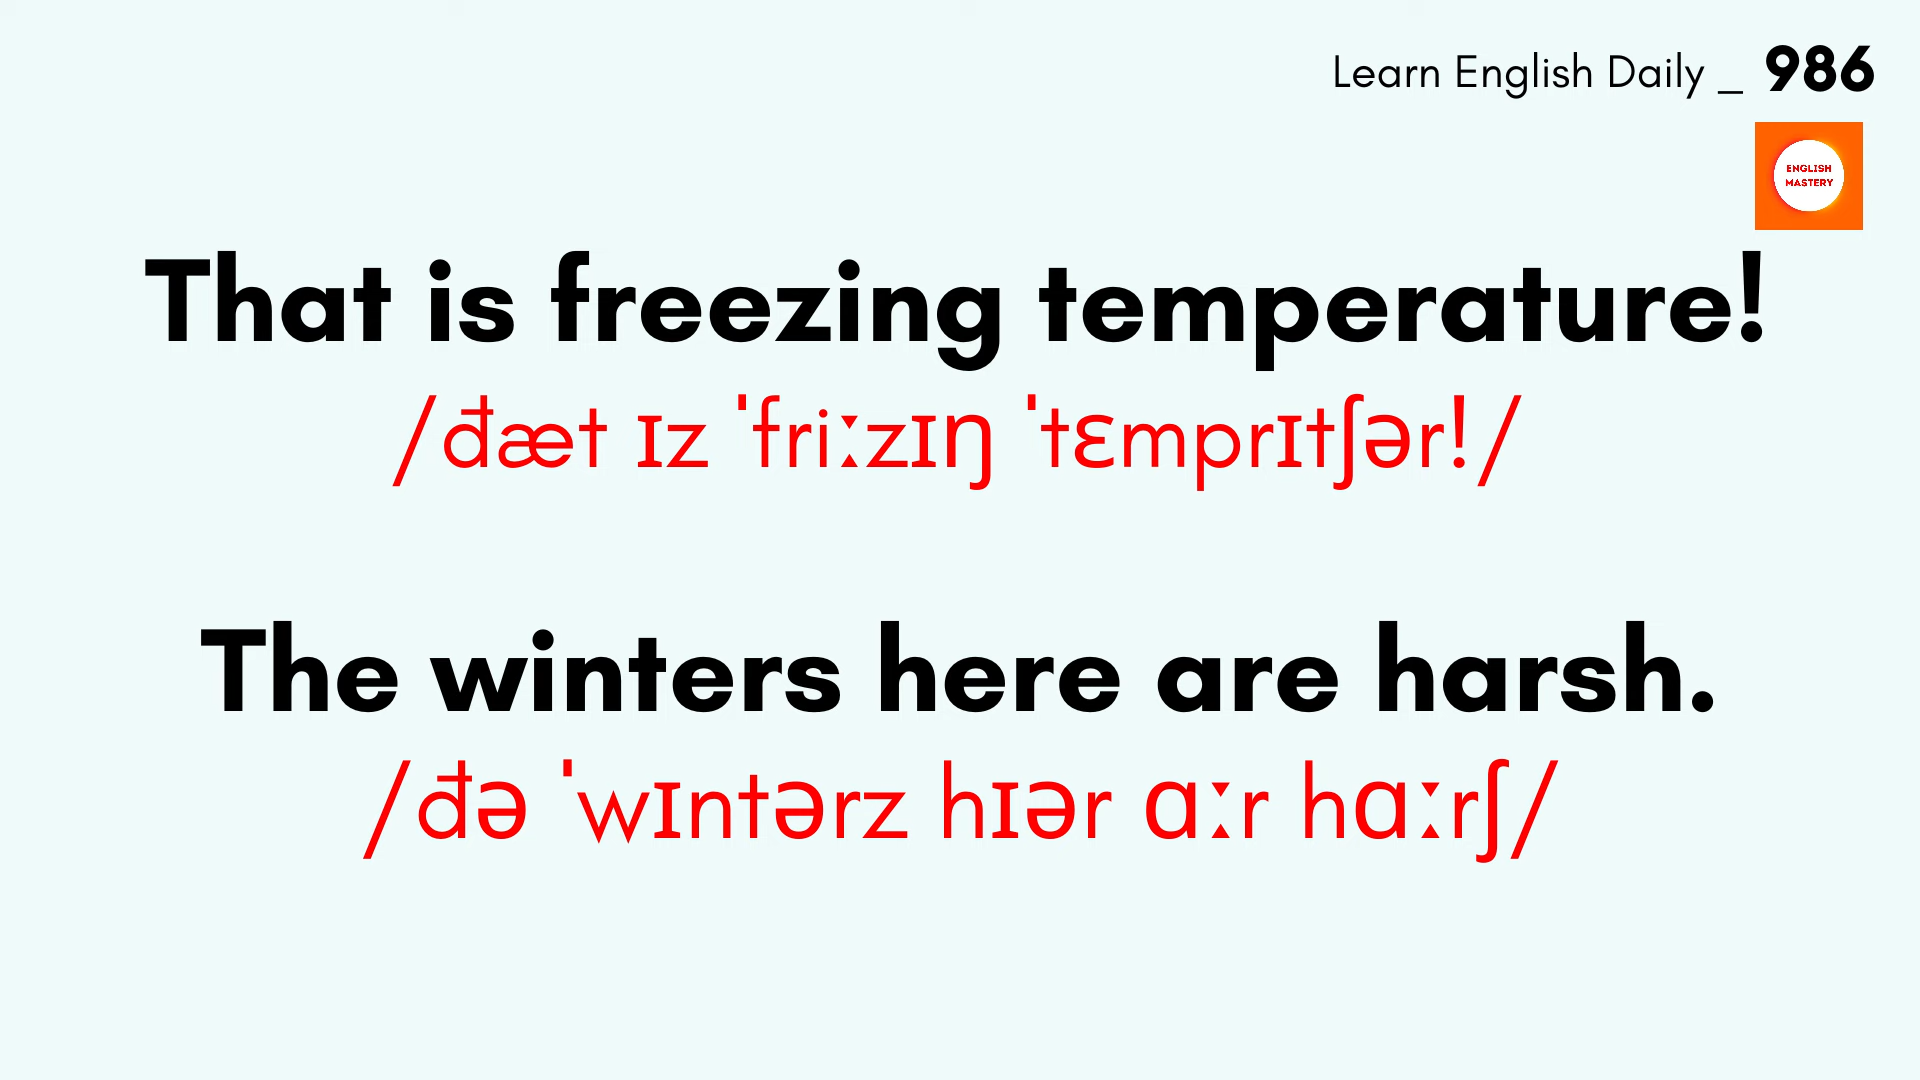 Learn English Daily _ 986
ENGLISH
MASTERY
That is freezing temperature!
/đæt ɪz ˈfriːzɪŋ ˈtɛmprɪtʃər!/
The winters here are harsh.
/đə ˈwɪntərz hɪər ɑːr hɑːrʃ/